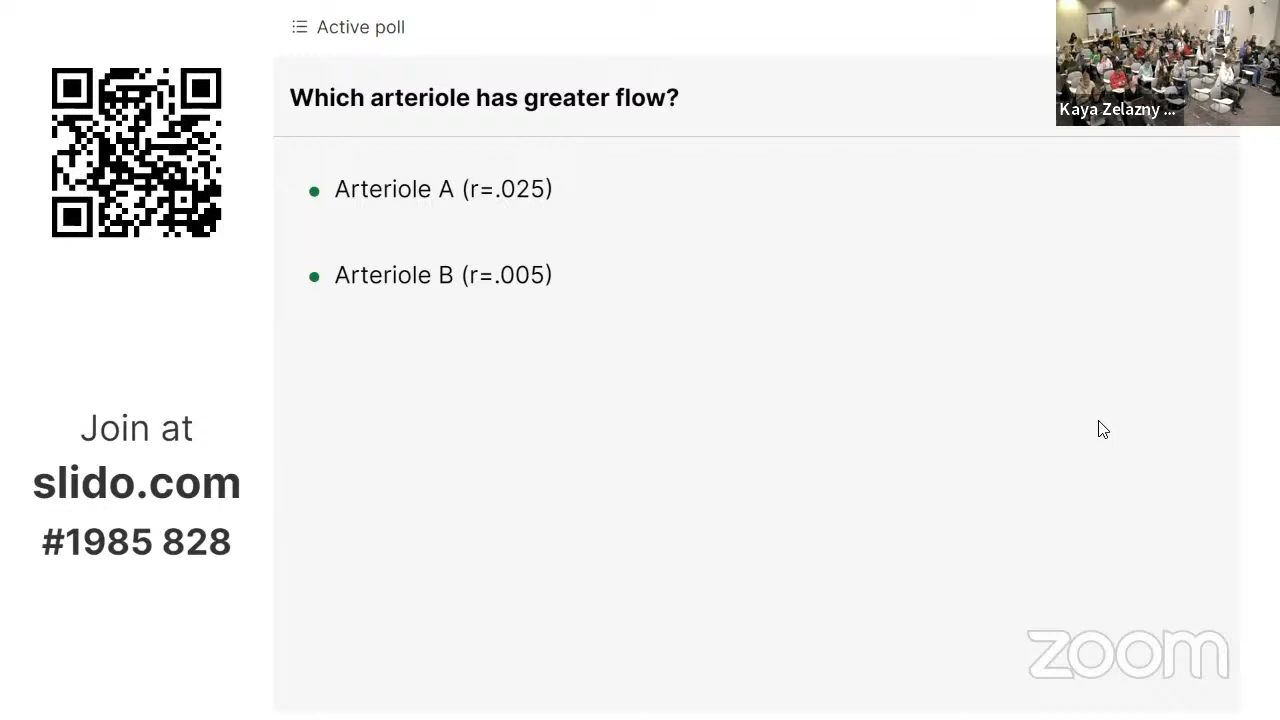 Active poll
Kaya Zelazny ...
Which arteriole has greater flow?
Arteriole A (r=.025)
Arteriole B (r=.005)
Join at
slido.com
#1985 828
zoom